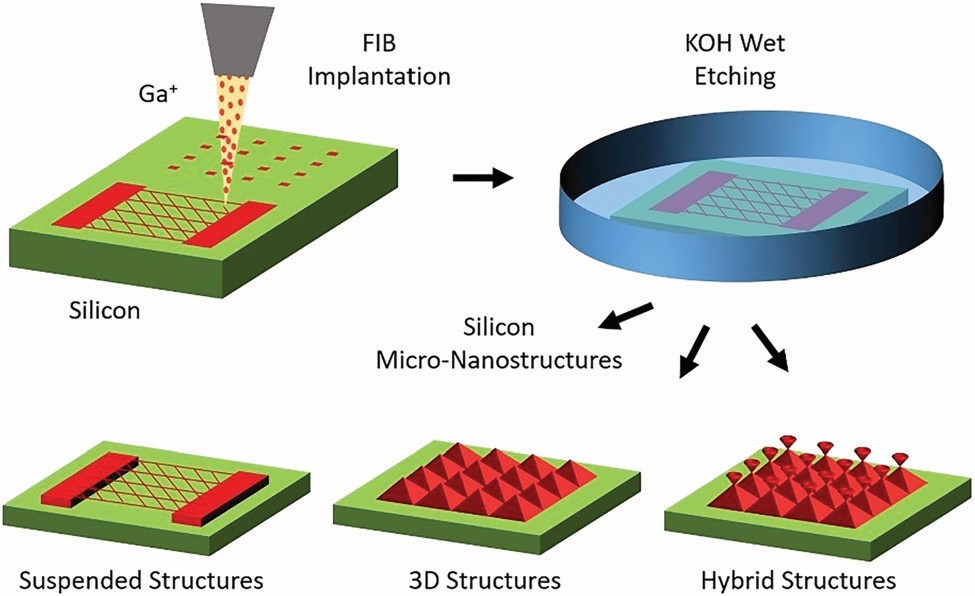 FIB
Implantation
Ga⁺
KOH Wet
Etching
Silicon
Silicon
Micro-Nanostructures
Suspended Structures
3D Structures
Hybrid Structures